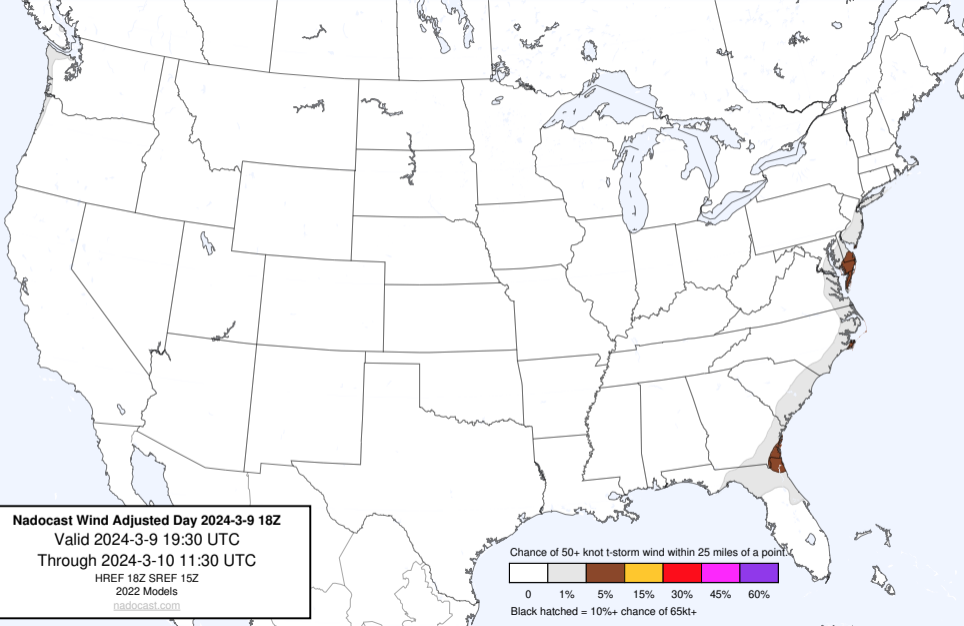 Nadocast Wind Adjusted Day 2024-3-9 18Z
Valid 2024-3-9 19:30 UTC
Through 2024-3-10 11:30 UTC
HREF 18Z SREF 15Z
2022 Models
nadocast.com
Chance of 50+ knot t-storm wind within 25 miles of a point.
0 1% 5% 15% 30% 45% 60%
Black hatched = 10%+ chance of 65kt+